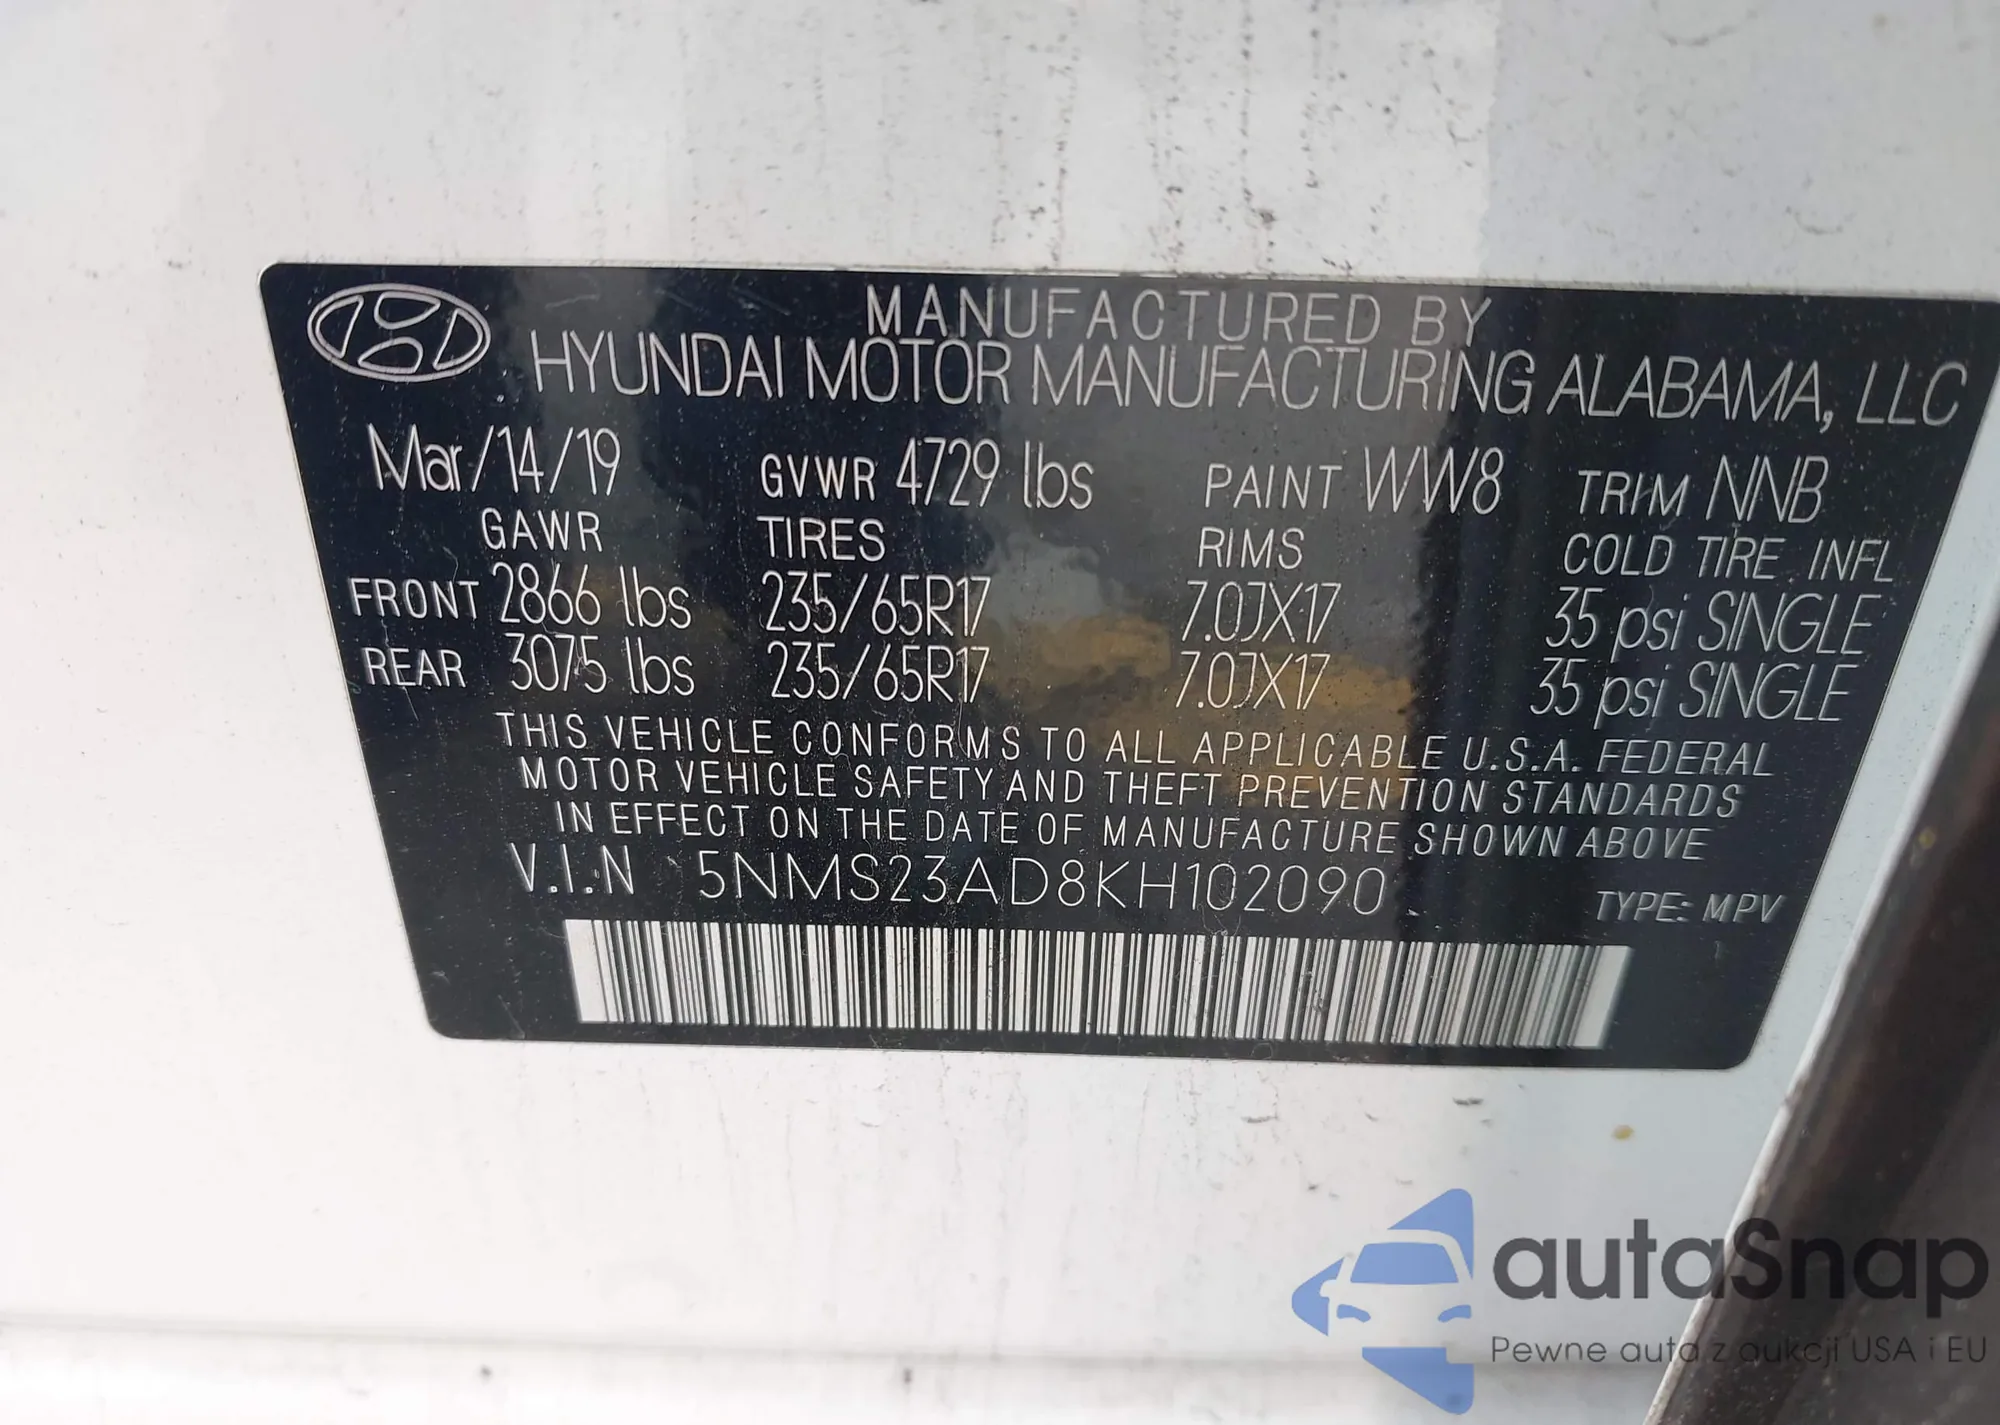 MANUFACTURED BY
HYUNDAI MOTOR MANUFACTURING ALABAMA, LLC
Mar/14/19 GVWR 4729 lbs PAINT WW8 TRIM NNB
GAWR TIRES RIMS COLD TIRE INFL
FRONT 2866 lbs 235/65R17 7.0JX17 35 psi SINGLE
REAR 3075 lbs 235/65R17 7.0JX17 35 psi SINGLE
THIS VEHICLE CONFORMS TO ALL APPLICABLE U.S.A. FEDERAL
MOTOR VEHICLE SAFETY AND THEFT PREVENTION STANDARDS
IN EFFECT ON THE DATE OF MANUFACTURE SHOWN ABOVE
V.I.N 5NMS23AD8KH102090 TYPE: MPV
autaSnap
Pewne auta z aukcji USA i EU